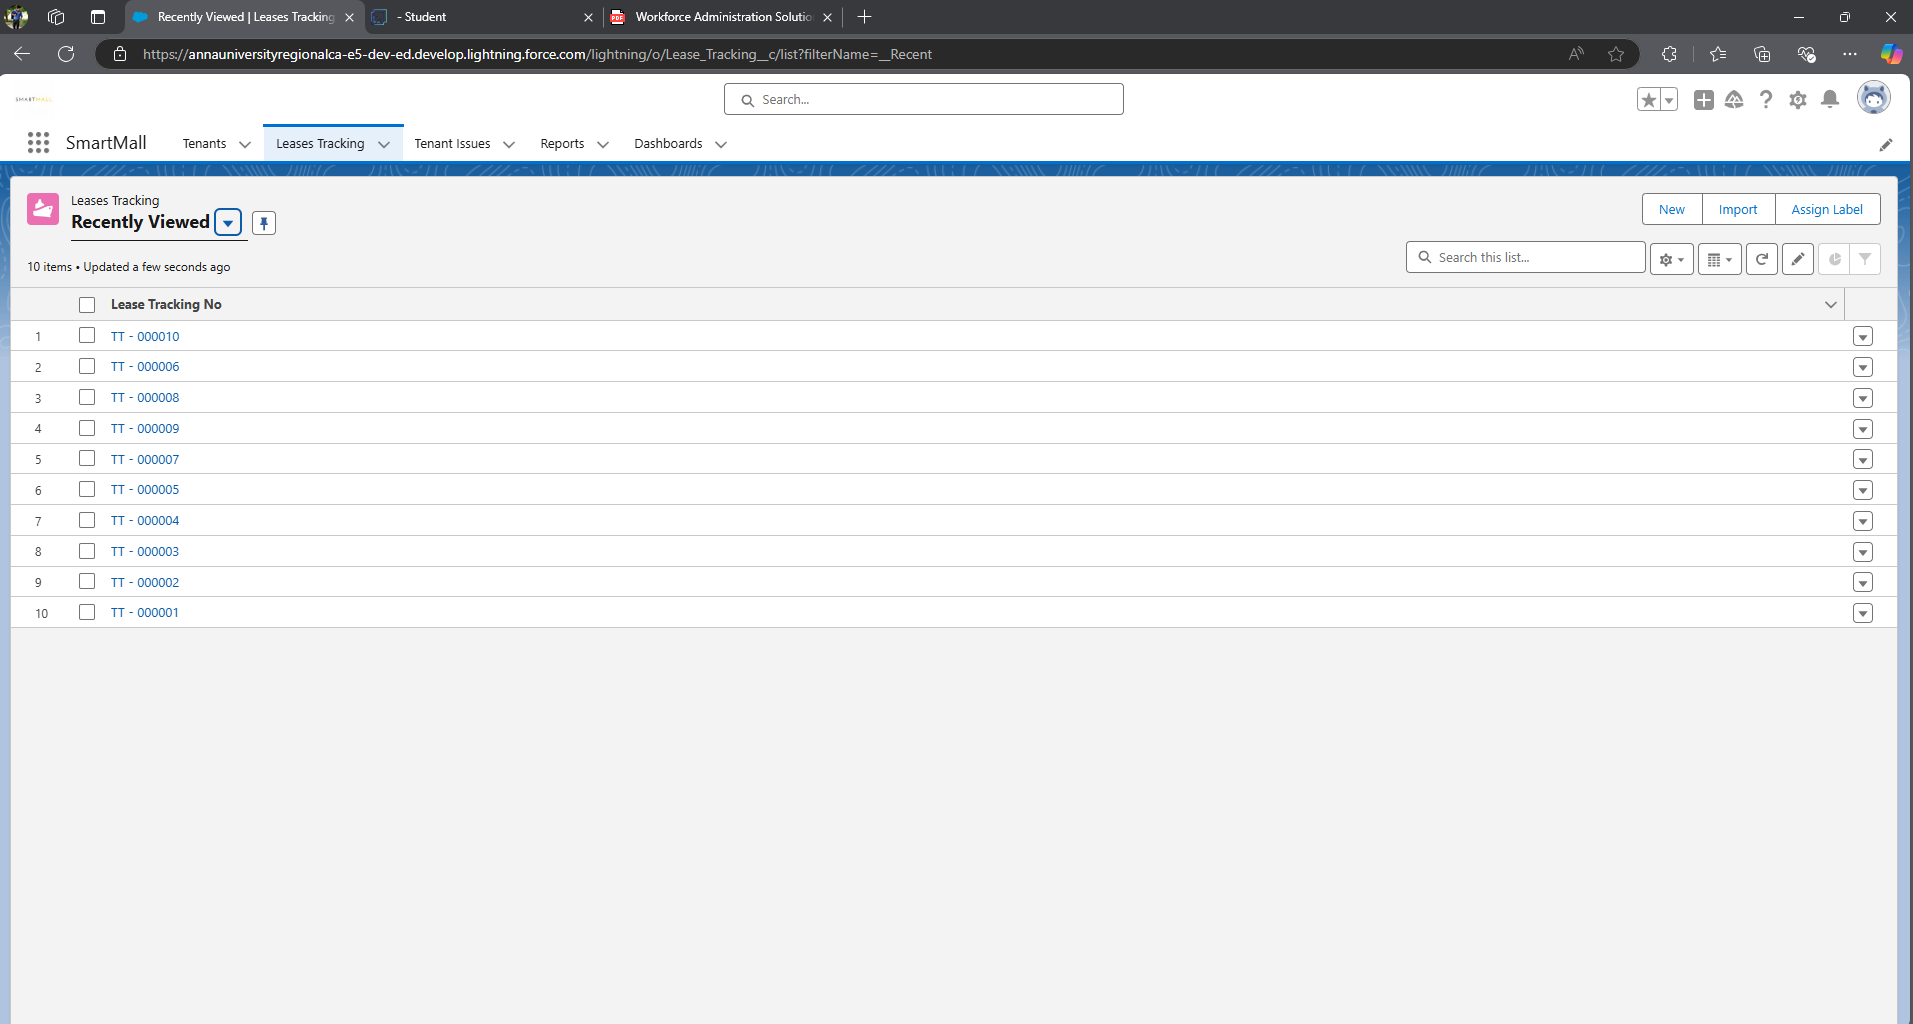 Recently Viewed | Leases Tracking
- Student
Workforce Administration Solutio
https://annauniversityregionalca-e5-dev-ed.develop.lightning.force.com/lightning/o/Lease_Tracking__c/list?filterName=__Recent
SMARTMALL
Search...
SmartMall
Tenants
Leases Tracking
Tenant Issues
Reports
Dashboards
Leases Tracking
Recently Viewed
New
Import
Assign Label
10 items • Updated a few seconds ago
Search this list...
Lease Tracking No
1 TT - 000010
2 TT - 000006
3 TT - 000008
4 TT - 000009
5 TT - 000007
6 TT - 000005
7 TT - 000004
8 TT - 000003
9 TT - 000002
10 TT - 000001